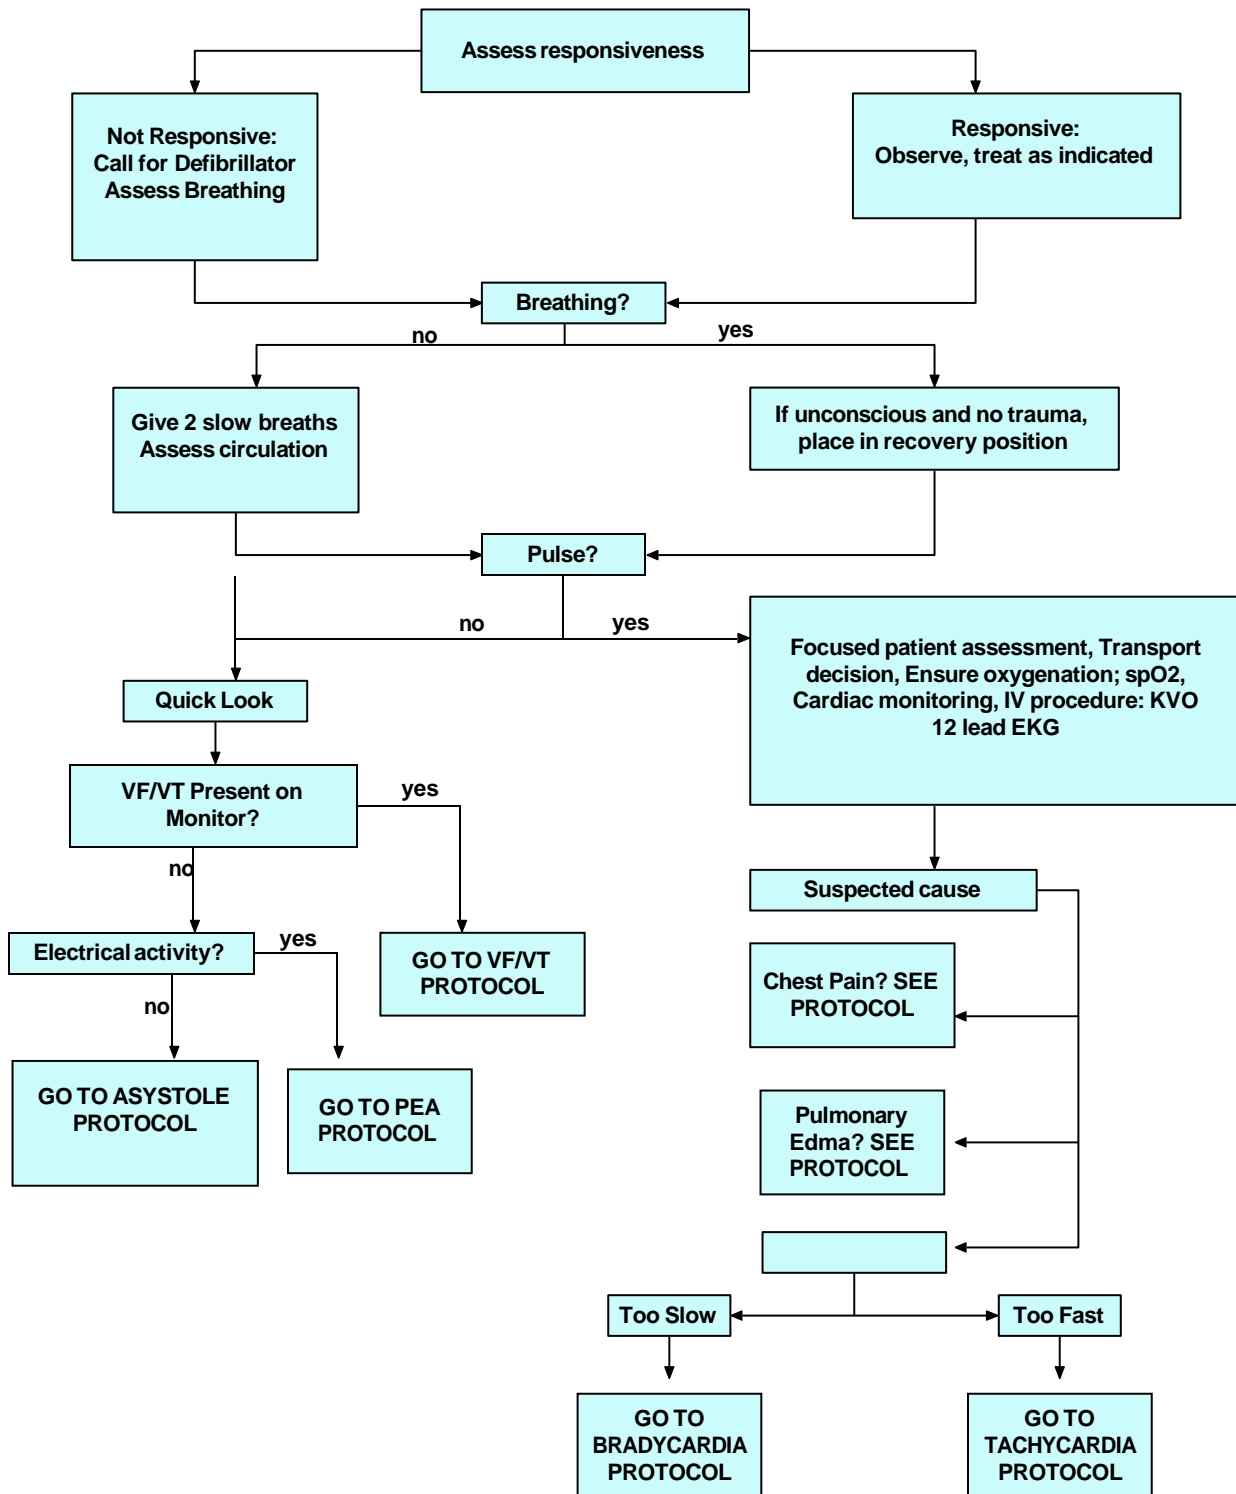 Assess responsiveness
Not Responsive:
Call for Defibrillator
Assess Breathing
Responsive:
Observe, treat as indicated
Breathing?
no
yes
Give 2 slow breaths
Assess circulation
If unconscious and no trauma,
place in recovery position
Pulse?
no
yes
Focused patient assessment, Transport
decision, Ensure oxygenation; spO2,
Cardiac monitoring, IV procedure: KVO
12 lead EKG
Quick Look
VF/VT Present on
Monitor?
yes
no
Suspected cause
Electrical activity?
yes
no
GO TO VF/VT
PROTOCOL
Chest Pain? SEE
PROTOCOL
GO TO ASYSTOLE
PROTOCOL
GO TO PEA
PROTOCOL
Pulmonary
Edma? SEE
PROTOCOL
Too Slow
Too Fast
GO TO
BRADYCARDIA
PROTOCOL
GO TO
TACHYCARDIA
PROTOCOL